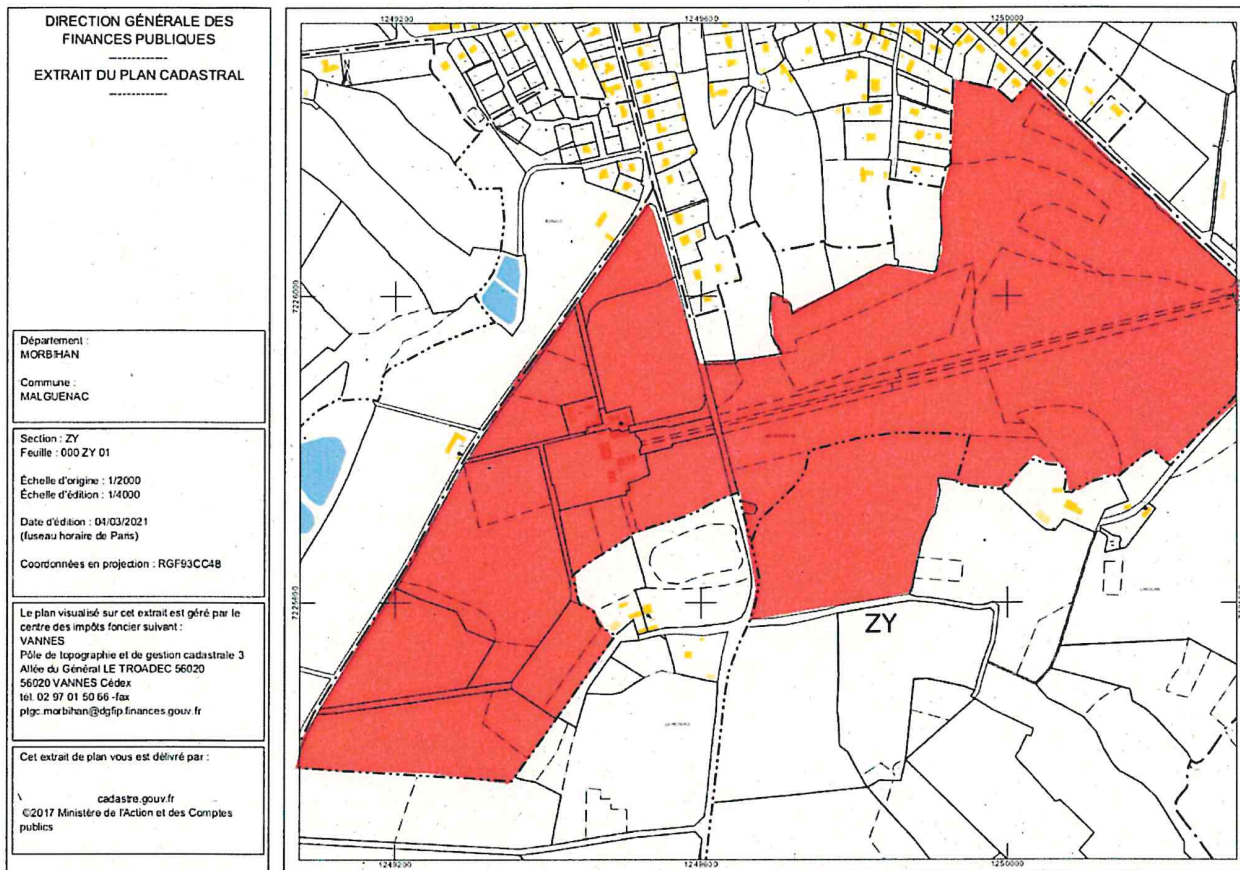 DIRECTION GÉNÉRALE DES
FINANCES PUBLIQUES
-------------
EXTRAIT DU PLAN CADASTRAL
-------------
Département :
MORBIHAN
Commune :
MALGUENAC
Section : ZY
Feuille : 000 ZY 01
Échelle d'origine : 1/2000
Échelle d'édition : 1/4000
Date d'édition : 04/03/2021
(fuseau horaire de Paris)
Coordonnées en projection : RGF93CC48
Le plan visualisé sur cet extrait est géré par le
centre des impôts foncier suivant :
VANNES
Pôle de topographie et de gestion cadastrale 3
Allée du Général LE TROADEC 56020
56020 VANNES Cédex
tél. 02 97 01 50 66 -fax
ptgc.morbihan@dgfip.finances.gouv.fr
Cet extrait de plan vous est délivré par :
cadastre.gouv.fr
©2017 Ministère de l'Action et des Comptes
publics
1249200
1249600
1250000
7226000
7225600
ZY
1249200
1249600
1250000